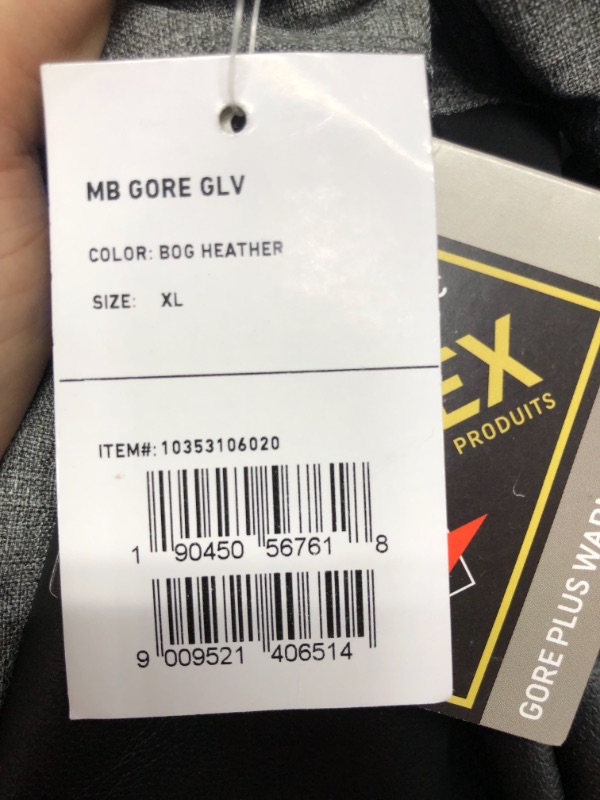 MB GORE GLV
COLOR: BOG HEATHER
SIZE: XL
ITEM#: 10353106020
1 90450 56761 8
9 009521 406514
EX
PRODUITS
GORE PLUS WAR